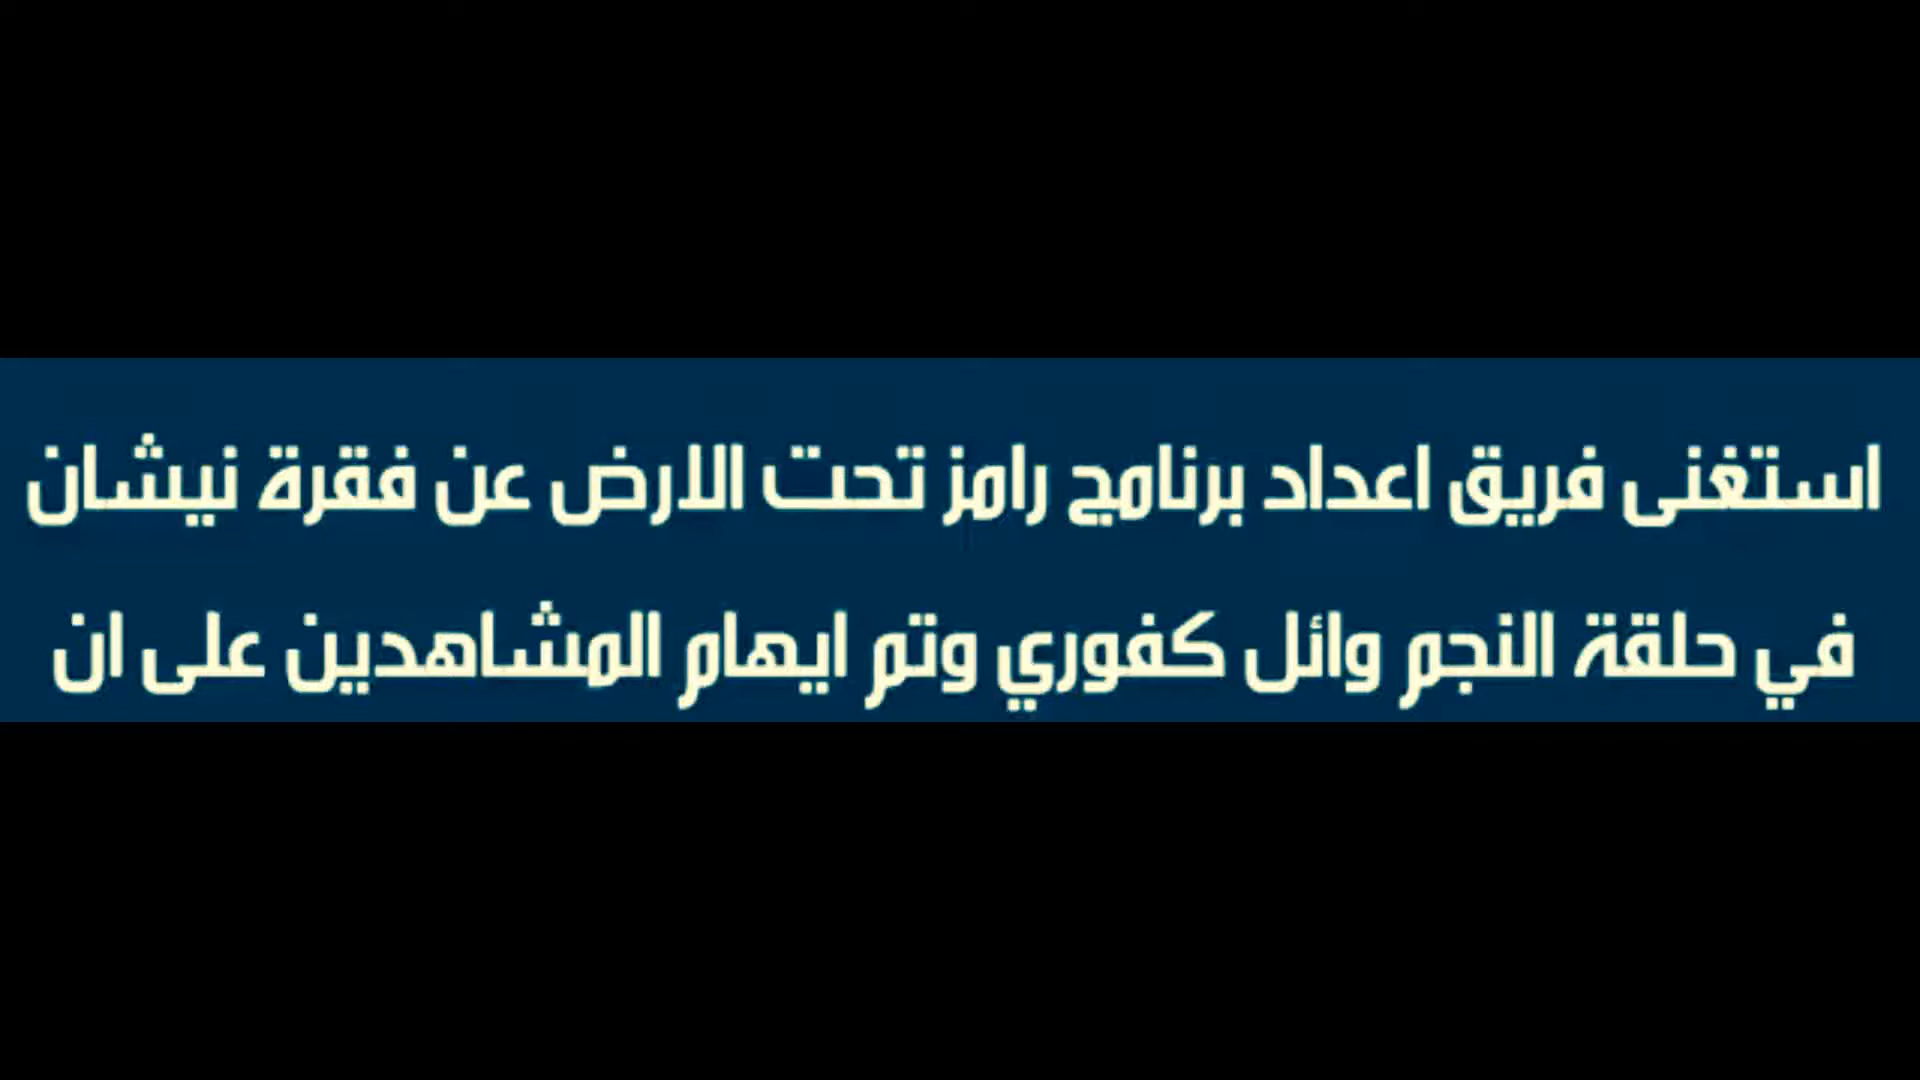 استغنى فريق اعداد برنامج رامز تحت الارض عن فقرة نيشان
في حلقة النجم وائل كفوري وتم ايهام المشاهدين على ان